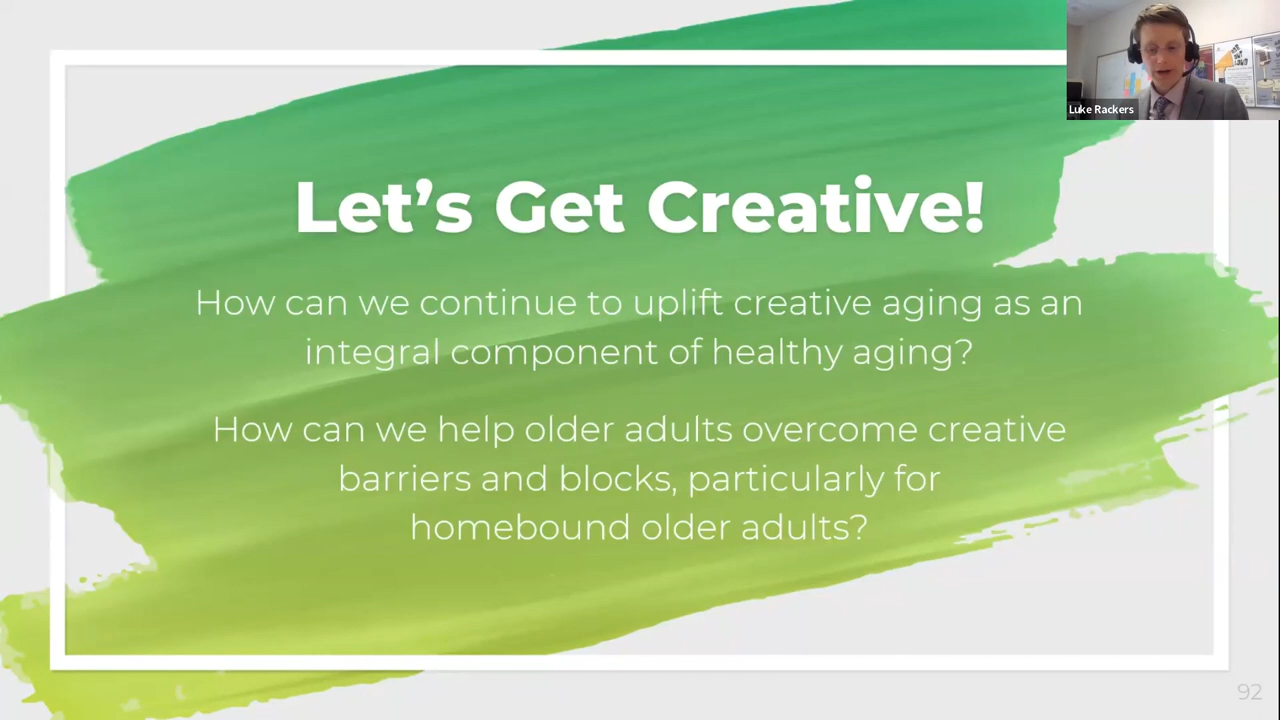 Luke Rackers
Let’s Get Creative!
How can we continue to uplift creative aging as an
integral component of healthy aging?
How can we help older adults overcome creative
barriers and blocks, particularly for
homebound older adults?
92